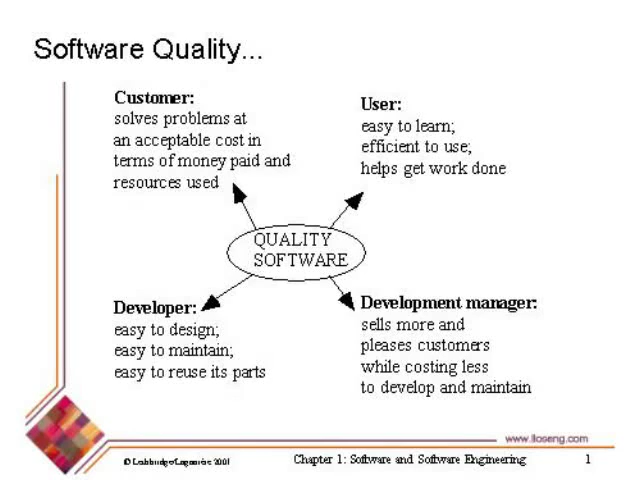 Software Quality...
Customer:
solves problems at
an acceptable cost in
terms of money paid and
resources used
User:
easy to learn;
efficient to use;
helps get work done
QUALITY
SOFTWARE
Developer:
easy to design;
easy to maintain;
easy to reuse its parts
Development manager:
sells more and
pleases customers
while costing less
to develop and maintain
www.lloseng.com
© Lethbridge/Laganière 2001
Chapter 1: Software and Software Engineering
1